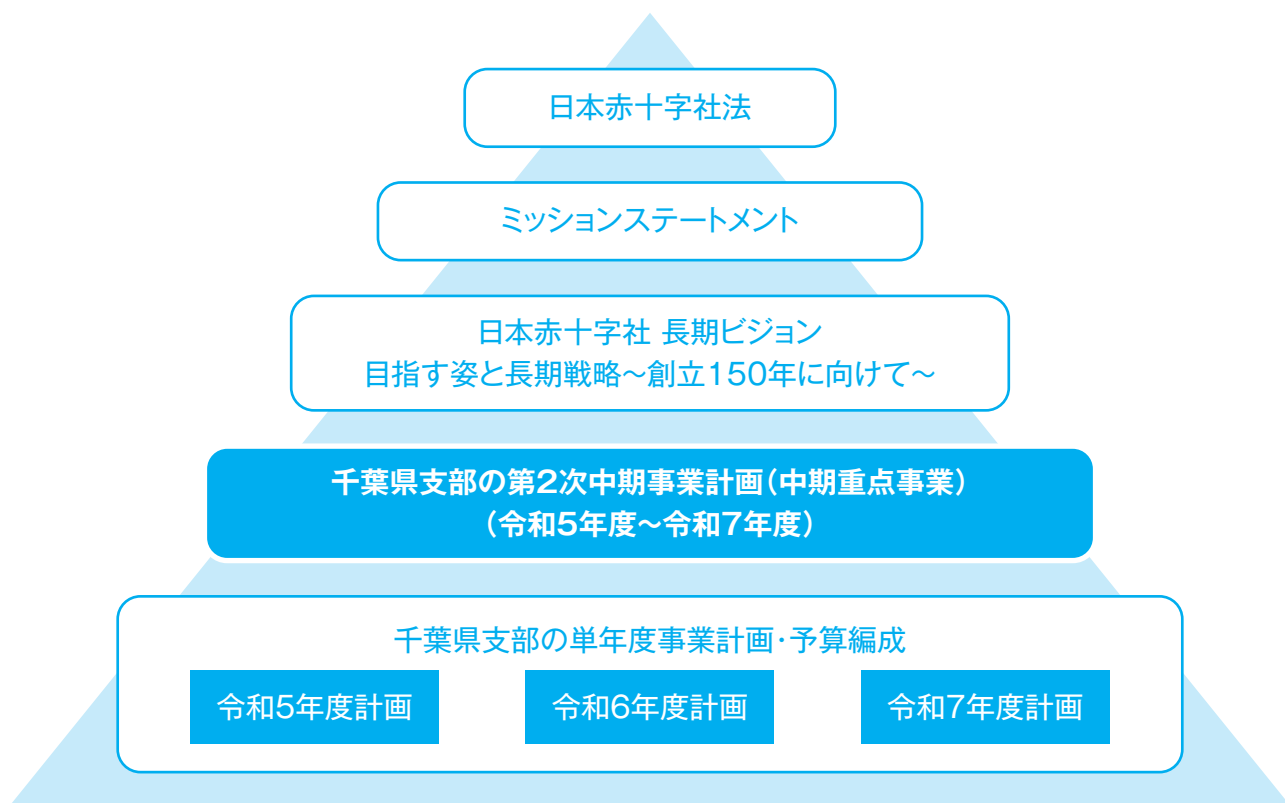 日本赤十字社法
ミッションステートメント
日本赤十字社 長期ビジョン
目指す姿と長期戦略～創立150年に向けて～
千葉県支部の第2次中期事業計画（中期重点事業）
（令和5年度～令和7年度）
千葉県支部の単年度事業計画・予算編成
令和5年度計画
令和6年度計画
令和7年度計画